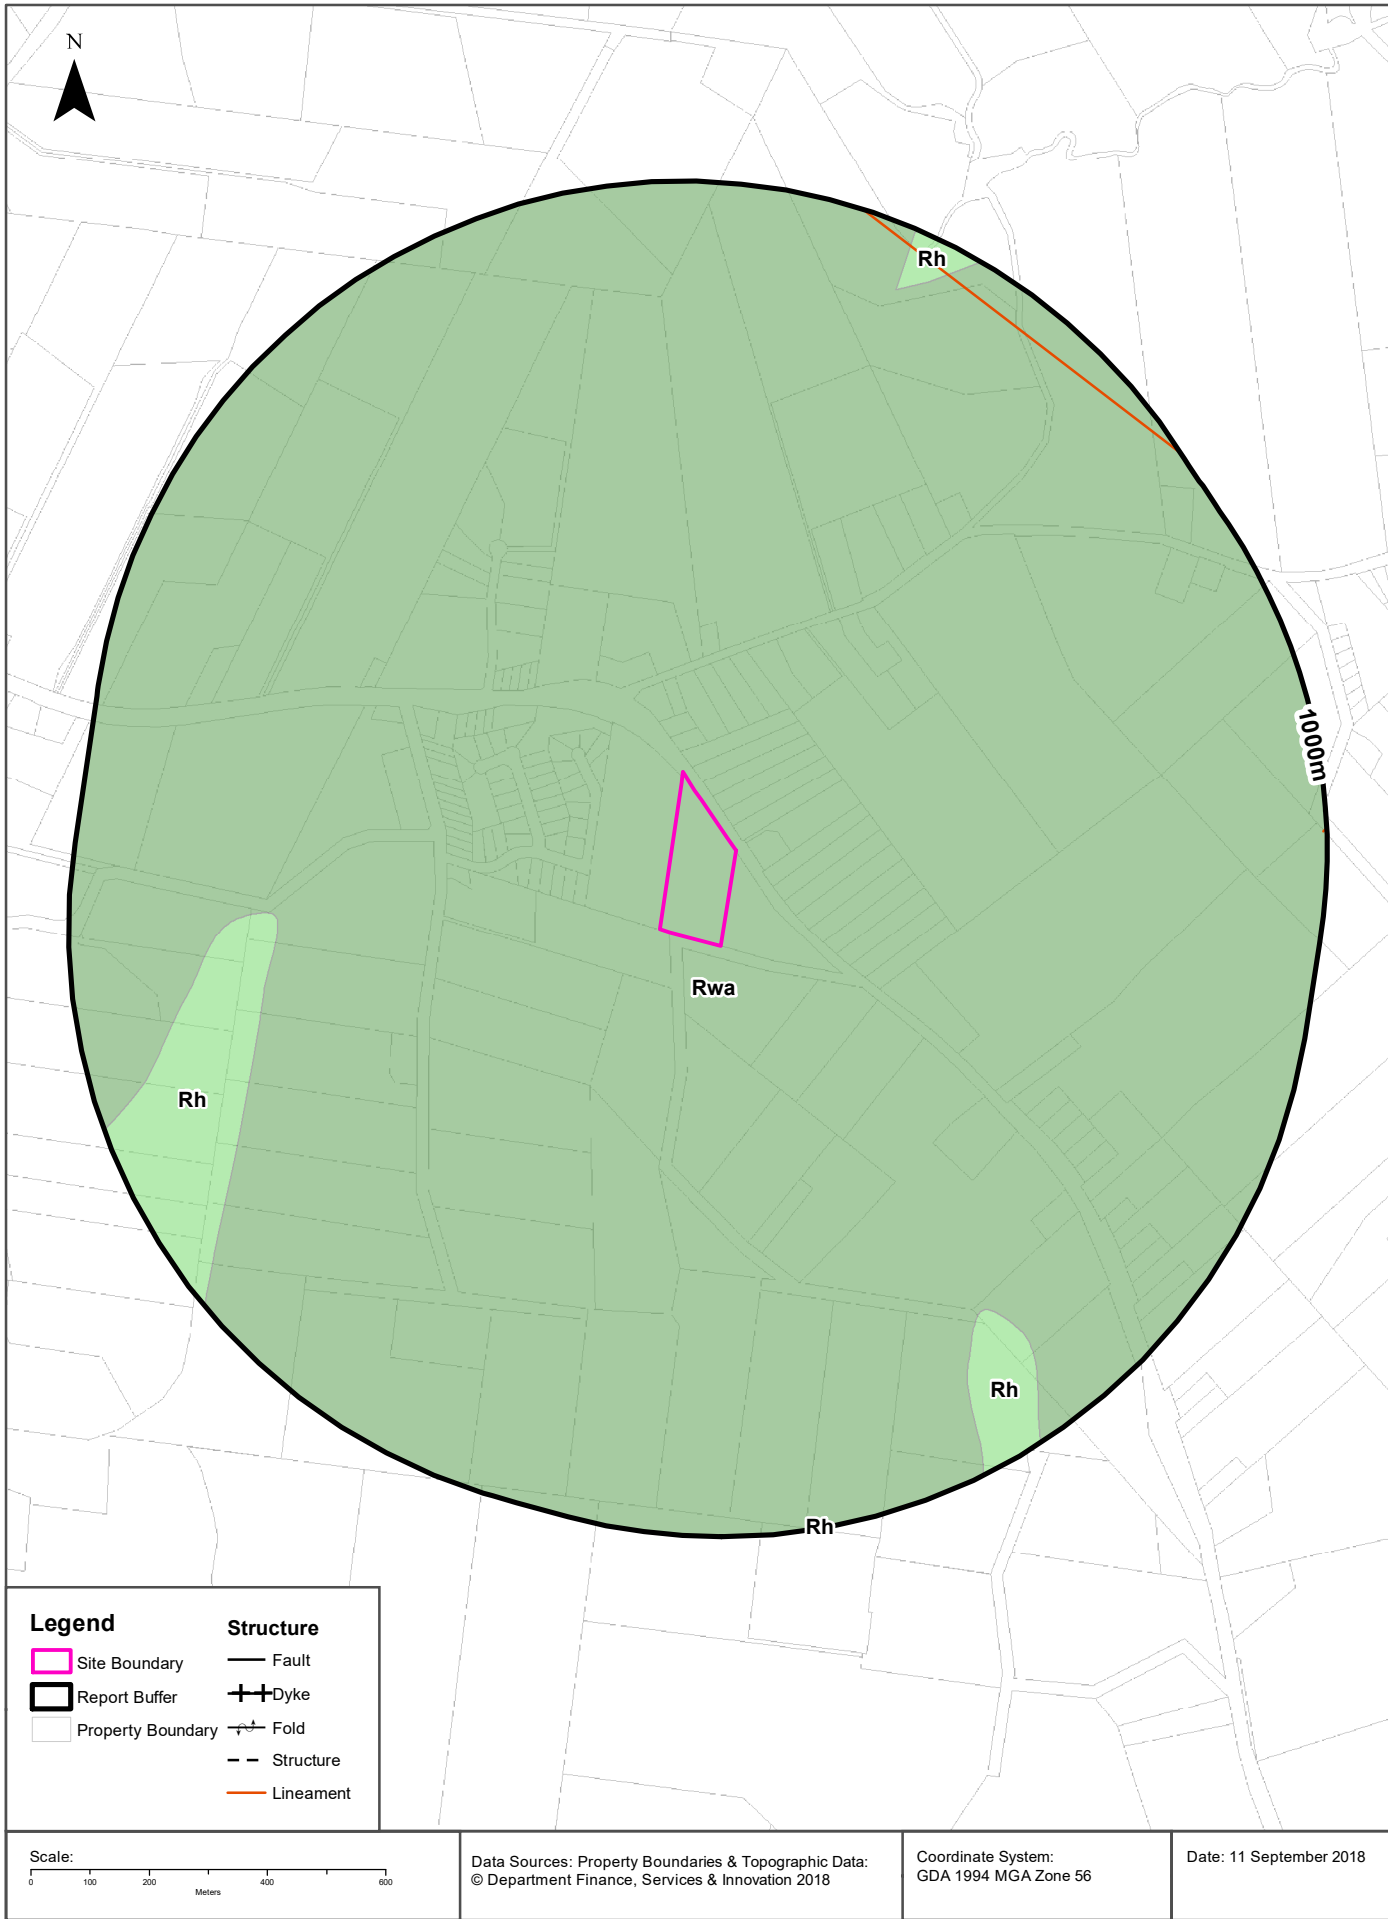 N
Rh
1000m
Rwa
Rh
Rh
Rh
Legend
Site Boundary
Report Buffer
Property Boundary
Structure
Fault
Dyke
Fold
Structure
Lineament
Scale:
0 100 200 400 600
Meters
Data Sources: Property Boundaries & Topographic Data:
© Department Finance, Services & Innovation 2018
Coordinate System:
GDA 1994 MGA Zone 56
Date: 11 September 2018